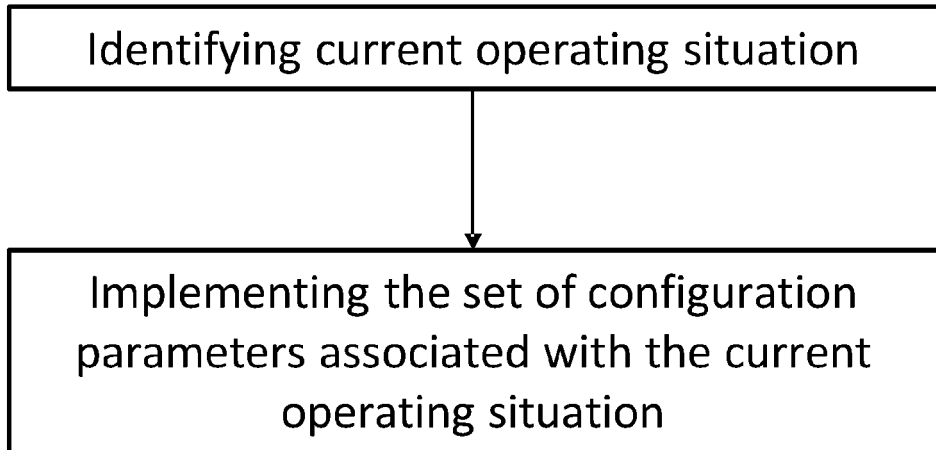 Identifying current operating situation
Implementing the set of configuration
parameters associated with the current
operating situation